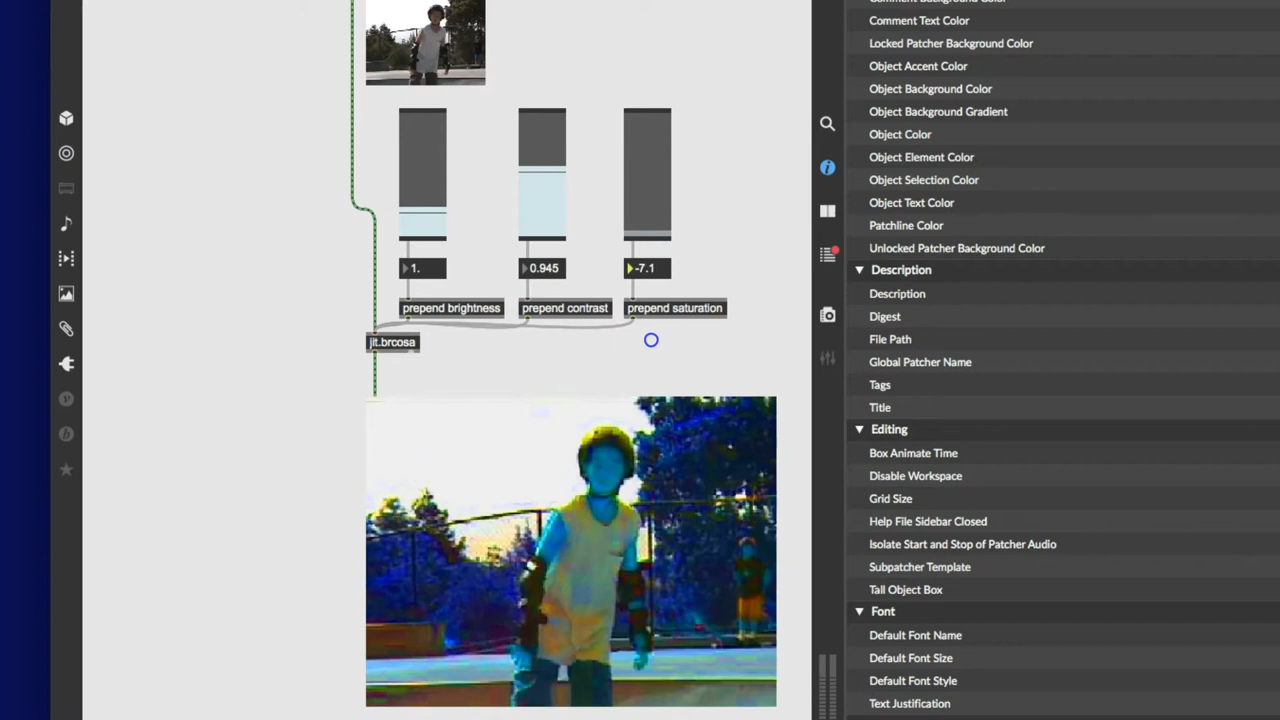 Comment Text Color
Locked Patcher Background Color
Object Accent Color
Object Background Color
Object Background Gradient
Object Color
Object Element Color
Object Selection Color
Object Text Color
Patchline Color
Unlocked Patcher Background Color
Description
Description
Digest
File Path
Global Patcher Name
Tags
Title
Editing
Box Animate Time
Disable Workspace
Grid Size
Help File Sidebar Closed
Isolate Start and Stop of Patcher Audio
Subpatcher Template
Tall Object Box
Font
Default Font Name
Default Font Size
Default Font Style
Text Justification
1.
0.945
-7.1
prepend brightness
prepend contrast
prepend saturation
jit.brcosa